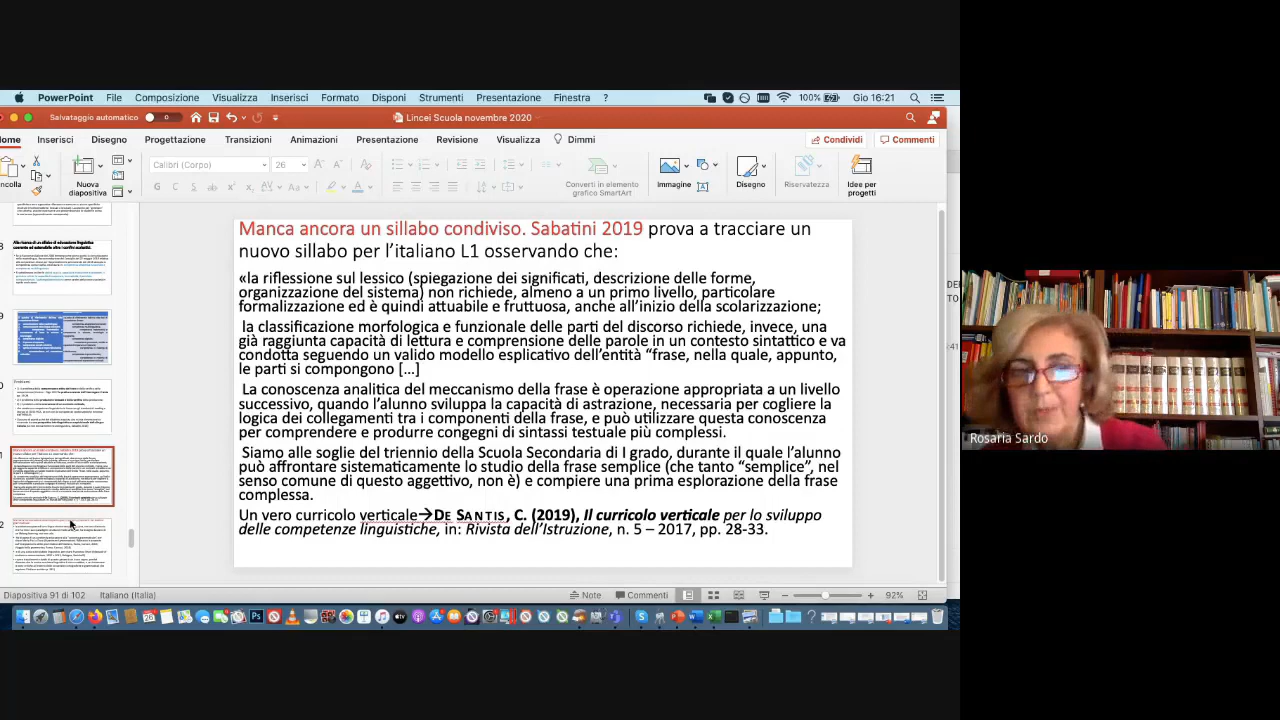 PowerPoint File Composizione Visualizza Inserisci Formato Disponi Strumenti Presentazione Finestra ? 100% Gio 16:21
Salvataggio automatico Lincei Scuola novembre 2020
Home Inserisci Disegno Progettazione Transizioni Animazioni Presentazione Revisione Visualizza Dimmi Condividi Commenti
Calibri (Corpo) 26
Nuova diapositiva
Converti in elemento grafico SmartArt
Immagine Disegno Riservatezza Idee per progetti
Manca ancora un sillabo condiviso. Sabatini 2019 prova a tracciare un
nuovo sillabo per l’italiano L1 osservando che:
«la riflessione sul lessico (spiegazione dei significati, descrizione delle forme,
organizzazione del sistema) non richiede, almeno a un primo livello, particolare
formalizzazione ed è quindi attuabile e fruttuosa, anche all’inizio della scolarizzazione;
classificazione morfologica e funzionale delle parti del discorso richiede, invece, una
già raggiunta capacità di lettura e comprensione della parole in un contesto sintattico e va
condotta seguendo un valido modello esplicativo dell’entità “frase, nella quale, appunto,
le parti si compongono [...]
La conoscenza analitica del meccanismo della frase è operazione appropriata a un livello
successivo, quando l’alunno sviluppa la capacità di astrazione, necessaria per cogliere la
logica dei collegamenti tra i componenti della frase, e può utilizzare questa conoscenza
per comprendere e produrre congegni di sintassi testuale più complessi.
Siamo alle soglie del triennio della scuola Secondaria di I grado, durante il quale l’alunno
può meditare sistematicamente soltanto sulla frase semplice (che tanto “semplice”, nel
senso comune di questo aggettivo, non è) e compiere una prima esplorazione della frase
complessa.
Un vero curricolo verticale→DE SANTIS, C. (2019), Il curricolo verticale per lo sviluppo
delle competenze linguistiche, in: Rivista dell’Istruzione, n. 5 – 2017, pp. 28-33.
Rosaria Sardo
Diapositiva 91 di 102 Italiano (Italia) Note Commenti 92%